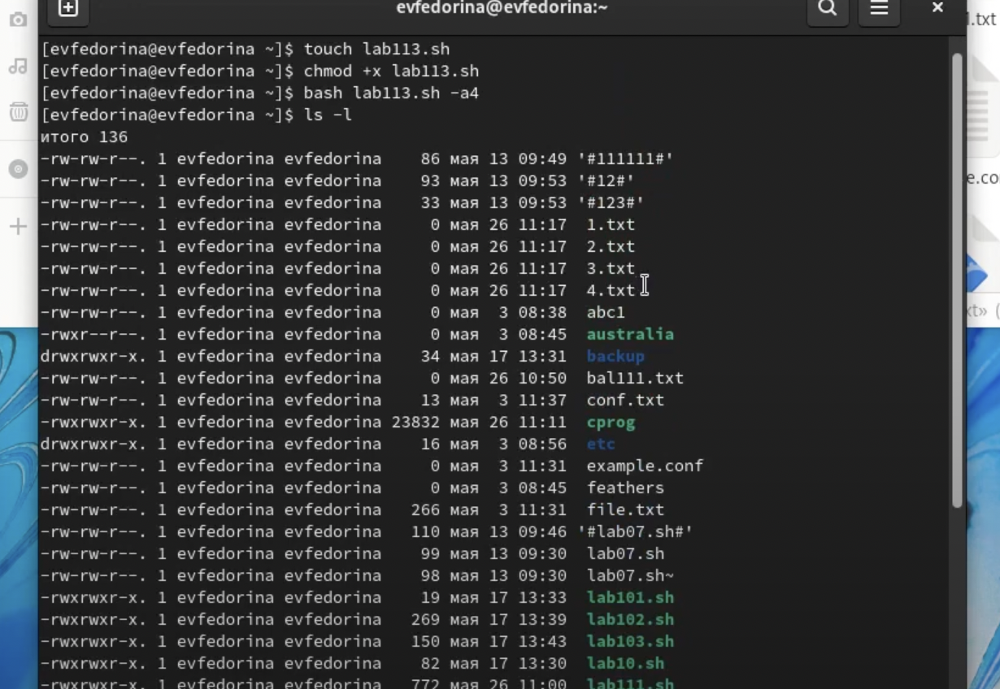 evfedorina@evfedorina:~
l.txt
[evfedorina@evfedorina ~]$ touch lab113.sh
[evfedorina@evfedorina ~]$ chmod +x lab113.sh
[evfedorina@evfedorina ~]$ bash lab113.sh -a4
[evfedorina@evfedorina ~]$ ls -l
итого 136
-rw-rw-r--. 1 evfedorina evfedorina 86 мая 13 09:49 '#111111#'
-rw-rw-r--. 1 evfedorina evfedorina 93 мая 13 09:53 '#12#'
e.co
-rw-rw-r--. 1 evfedorina evfedorina 33 мая 13 09:53 '#123#'
-rw-rw-r--. 1 evfedorina evfedorina 0 мая 26 11:17 1.txt
-rw-rw-r--. 1 evfedorina evfedorina 0 мая 26 11:17 2.txt
-rw-rw-r--. 1 evfedorina evfedorina 0 мая 26 11:17 3.txt
-rw-rw-r--. 1 evfedorina evfedorina 0 мая 26 11:17 4.txt
-rw-rw-r--. 1 evfedorina evfedorina 0 мая 3 08:38 abc1
xt» (
-rwxr--r--. 1 evfedorina evfedorina 0 мая 3 08:45 australia
drwxrwxr-x. 1 evfedorina evfedorina 34 мая 17 13:31 backup
-rw-rw-r--. 1 evfedorina evfedorina 0 мая 26 10:50 bal111.txt
-rw-rw-r--. 1 evfedorina evfedorina 13 мая 3 11:37 conf.txt
-rwxrwxr-x. 1 evfedorina evfedorina 23832 мая 26 11:11 cprog
drwxrwxr-x. 1 evfedorina evfedorina 16 мая 3 08:56 etc
-rw-rw-r--. 1 evfedorina evfedorina 0 мая 3 11:31 example.conf
-rw-rw-r--. 1 evfedorina evfedorina 0 мая 3 08:45 feathers
-rw-rw-r--. 1 evfedorina evfedorina 266 мая 3 11:31 file.txt
-rw-rw-r--. 1 evfedorina evfedorina 110 мая 13 09:46 '#lab07.sh#'
-rw-rw-r--. 1 evfedorina evfedorina 99 мая 13 09:30 lab07.sh
-rw-rw-r--. 1 evfedorina evfedorina 98 мая 13 09:30 lab07.sh~
-rwxrwxr-x. 1 evfedorina evfedorina 19 мая 17 13:33 lab101.sh
-rwxrwxr-x. 1 evfedorina evfedorina 269 мая 17 13:39 lab102.sh
-rwxrwxr-x. 1 evfedorina evfedorina 150 мая 17 13:43 lab103.sh
-rwxrwxr-x. 1 evfedorina evfedorina 82 мая 17 13:30 lab10.sh
-rwxrwxr-x. 1 evfedorina evfedorina 772 мая 26 11:00 lab111.sh